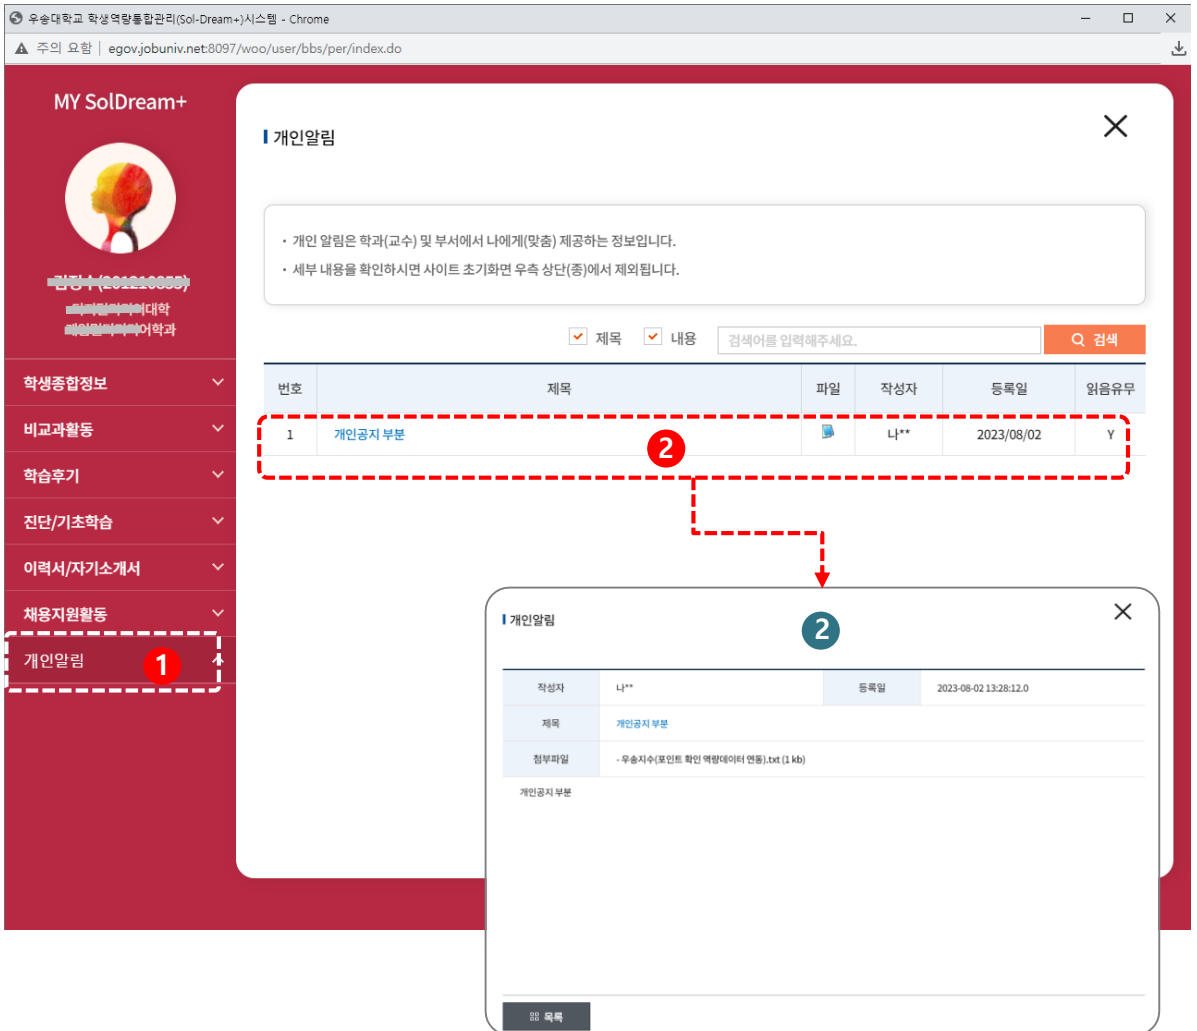 우송대학교 학생역량통합관리(Sol-Dream+)시스템 - Chrome
주의 요함 | egov.jobuniv.net:8097/woo/user/bbs/per/index.do
MY SolDream+
대학
어학과
학생종합정보
비교과활동
학습후기
진단/기초학습
이력서/자기소개서
채용지원활동
개인알림
1
개인알림
· 개인 알림은 학과(교수) 및 부서에서 나에게(맞춤) 제공하는 정보입니다.
· 세부 내용을 확인하시면 사이트 초기화면 우측 상단(종)에서 제외됩니다.
제목 내용 검색어를 입력해주세요. 검색
번호 제목 파일 작성자 등록일 읽음유무
1 개인공지 부분 나** 2023/08/02 Y
2
개인알림
2
작성자 나** 등록일 2023-08-02 13:28:12.0
제목 개인공지 부분
첨부파일 - 우송지수(포인트 확인 역량데이터 연동).txt (1 kb)
개인공지 부분
목록